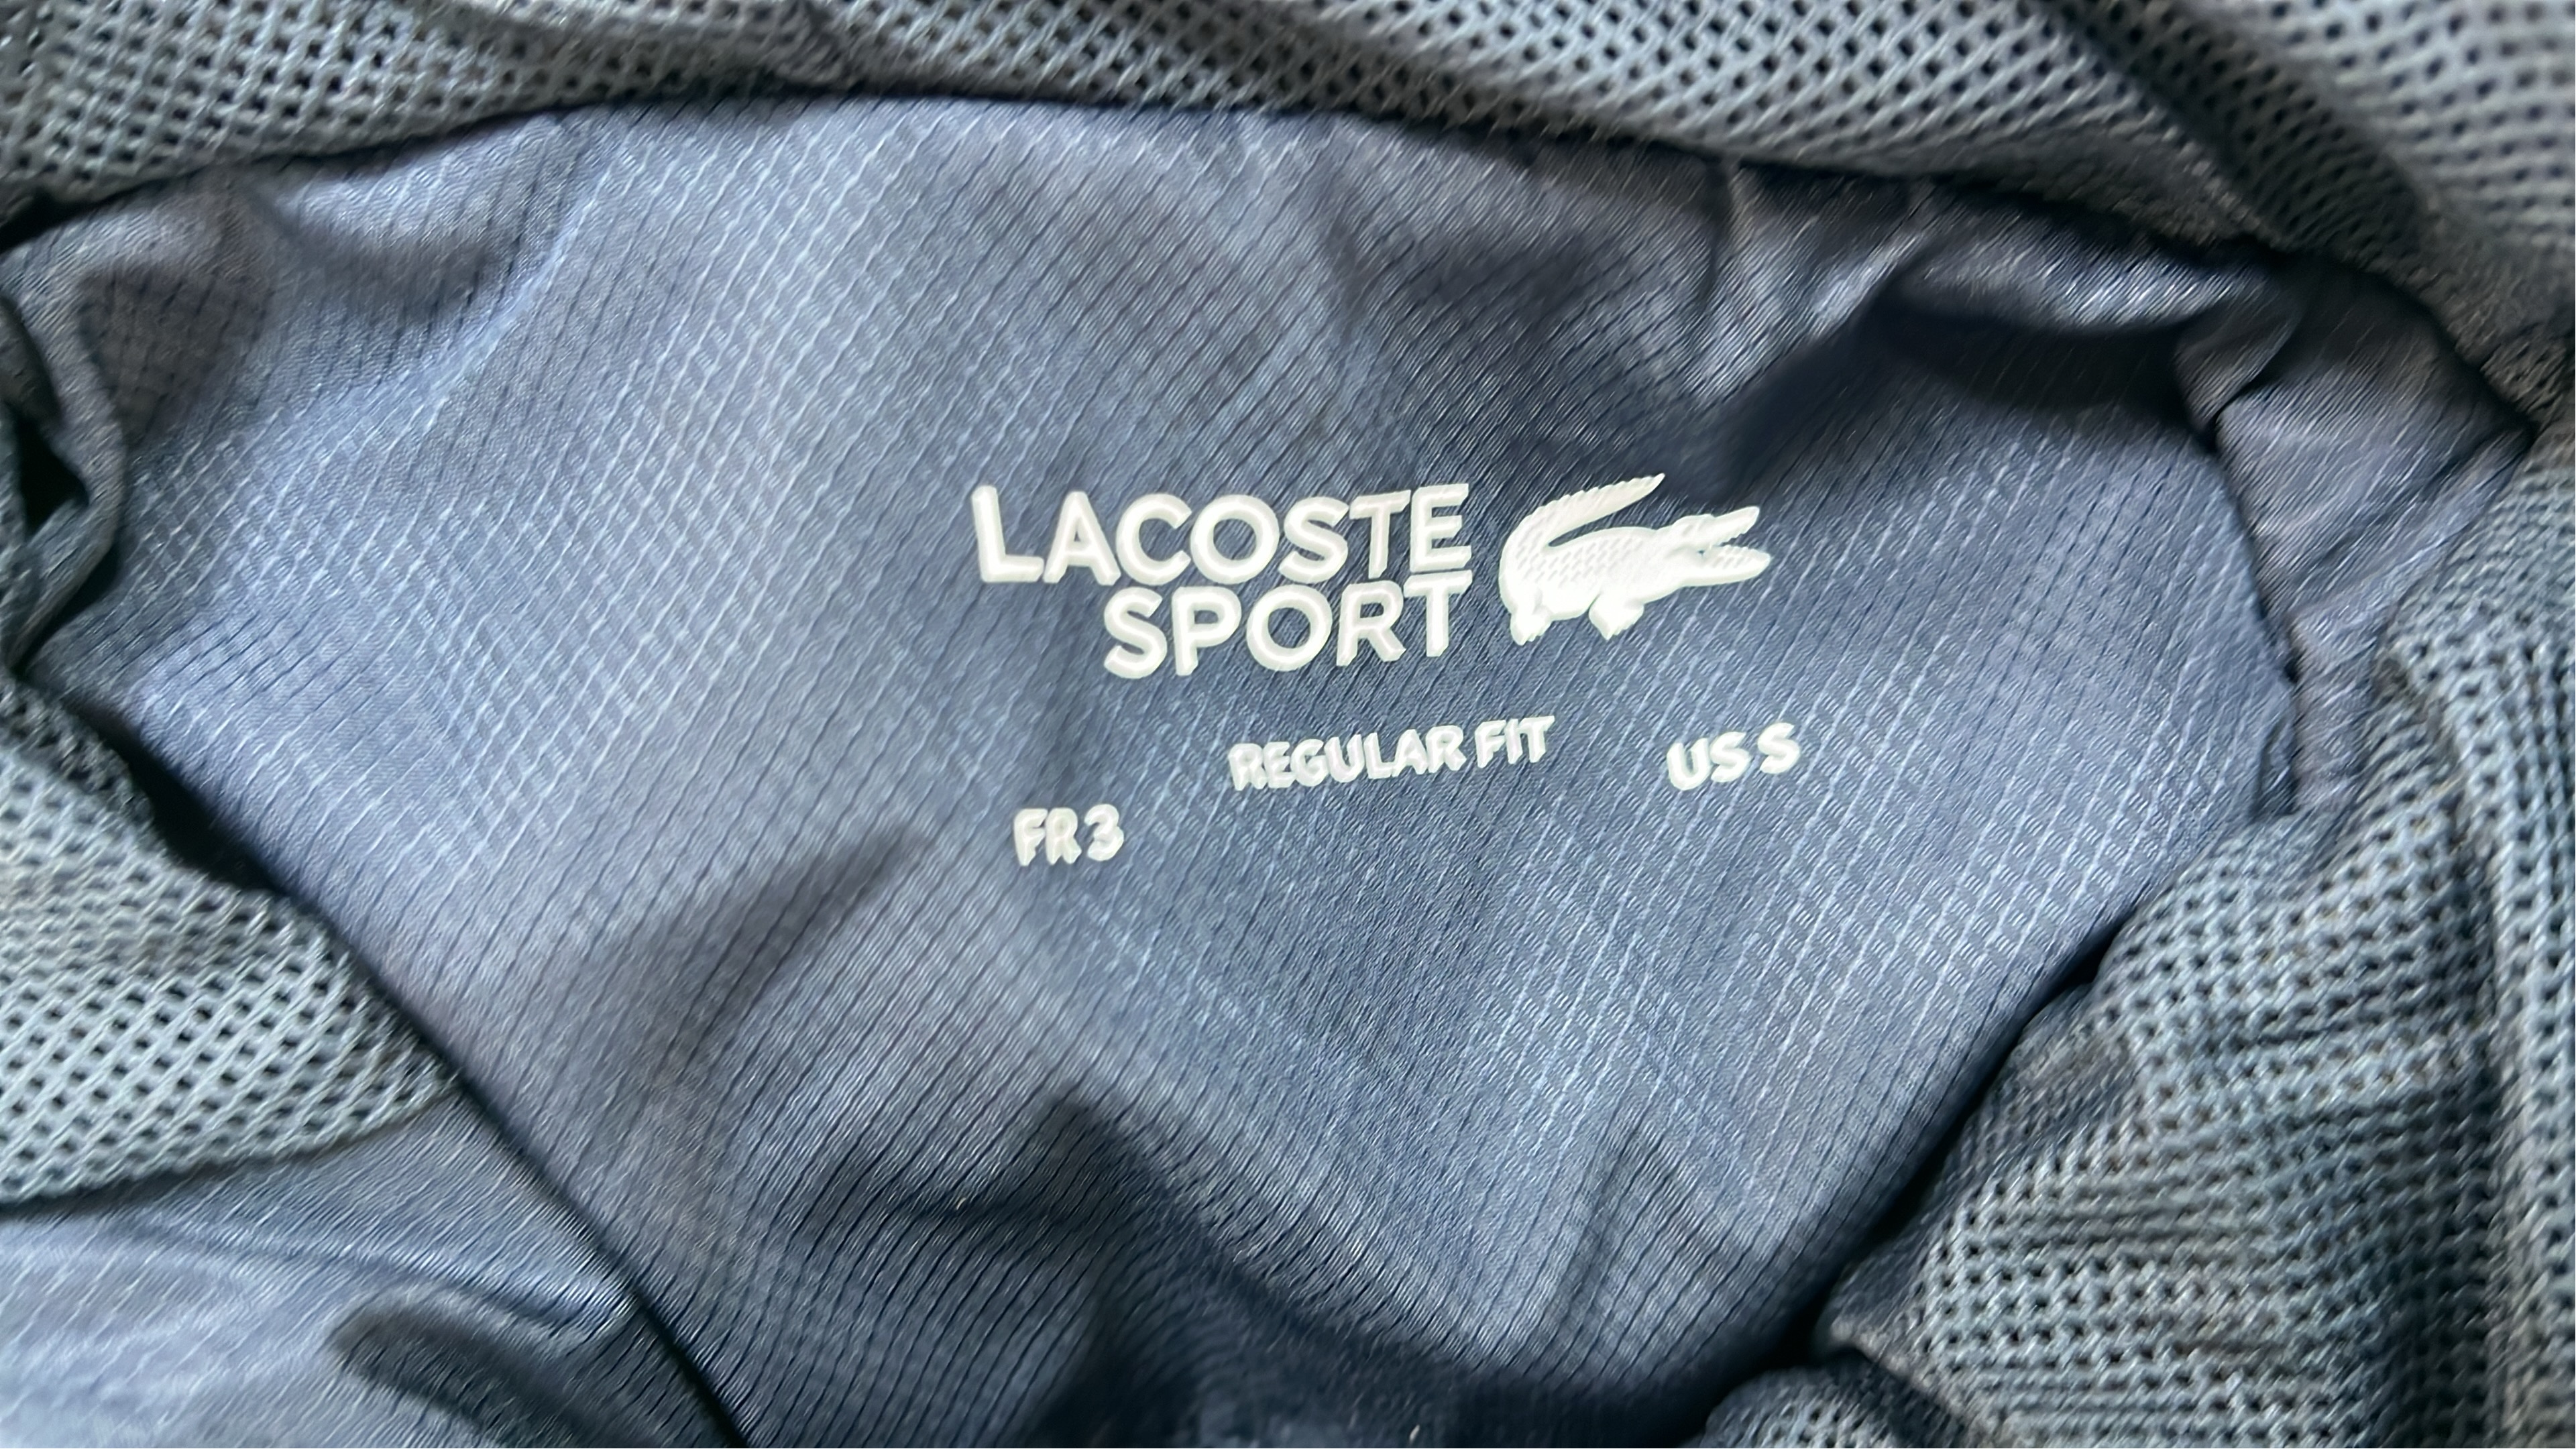 LACOSTE
SPORT
REGULAR FIT
US S
FR 3